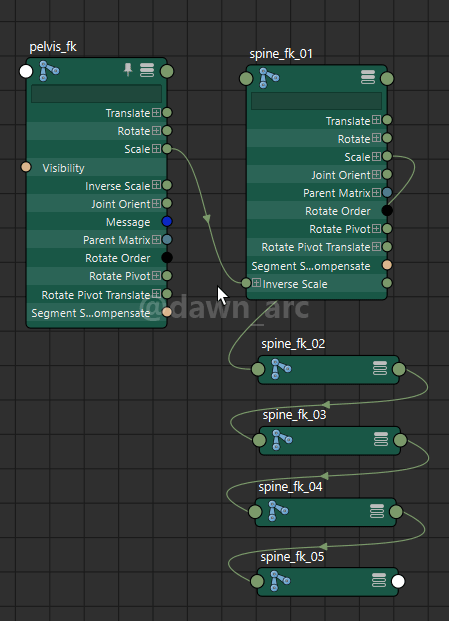 pelvis_fk
Translate
Rotate
Scale
Visibility
Inverse Scale
Joint Orient
Message
Parent Matrix
Rotate Order
Rotate Pivot
Rotate Pivot Translate
Segment S...ompensate
spine_fk_01
Translate
Rotate
Scale
Joint Orient
Parent Matrix
Rotate Order
Rotate Pivot
Rotate Pivot Translate
Segment S...ompensate
Inverse Scale
@dawn_arc
spine_fk_02
spine_fk_03
spine_fk_04
spine_fk_05